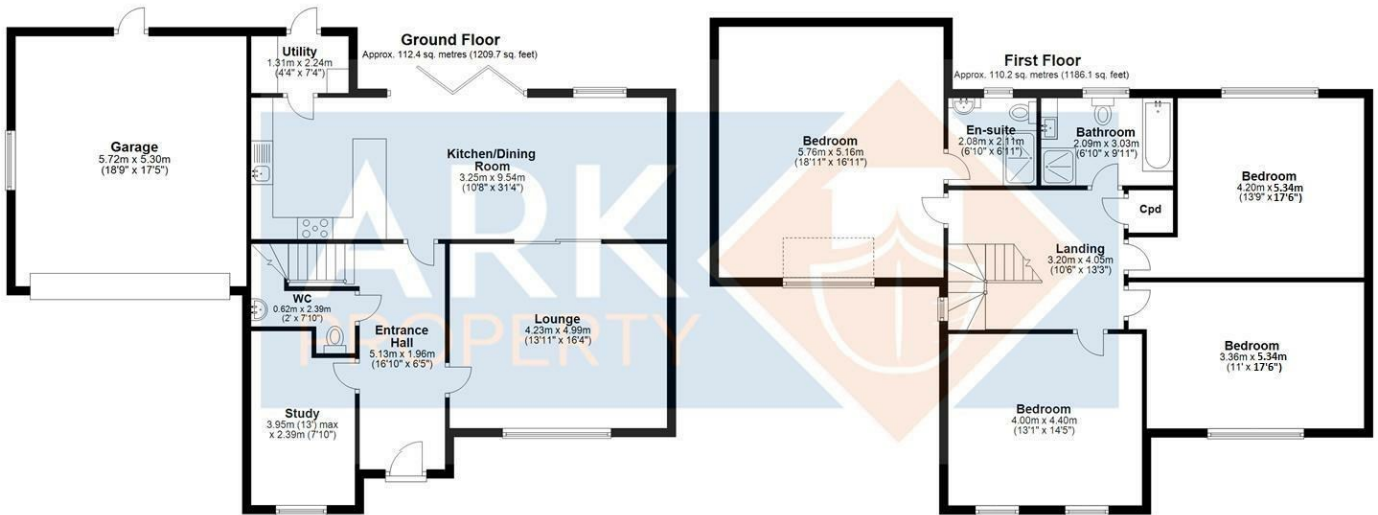 Ground Floor
Approx. 112.4 sq. metres (1209.7 sq. feet)
Utility
1.31m x 2.24m
(4'4" x 7'4")
Garage
5.72m x 5.30m
(18'9" x 17'5")
Kitchen/Dining
Room
3.25m x 9.54m
(10'8" x 31'4")
WC
0.62m x 2.39m
(2' x 7'10")
Entrance
Hall
5.13m x 1.96m
(16'10" x 6'5")
Lounge
4.23m x 4.99m
(13'11" x 16'4")
Study
3.95m (13') max
x 2.39m (7'10")
First Floor
Approx. 110.2 sq. metres (1186.1 sq. feet)
Bedroom
5.76m x 5.16m
(18'11" x 16'11")
En-suite
2.08m x 2.11m
(6'10" x 6'11")
Bathroom
2.09m x 3.03m
(6'10" x 9'11")
Bedroom
4.20m x 5.34m
(13'9" x 17'6")
Cpd
Landing
3.20m x 4.05m
(10'6" x 13'3")
Bedroom
3.36m x 5.34m
(11' x 17'6")
Bedroom
4.00m x 4.40m
(13'1" x 14'5")
ARK
PROPERTY